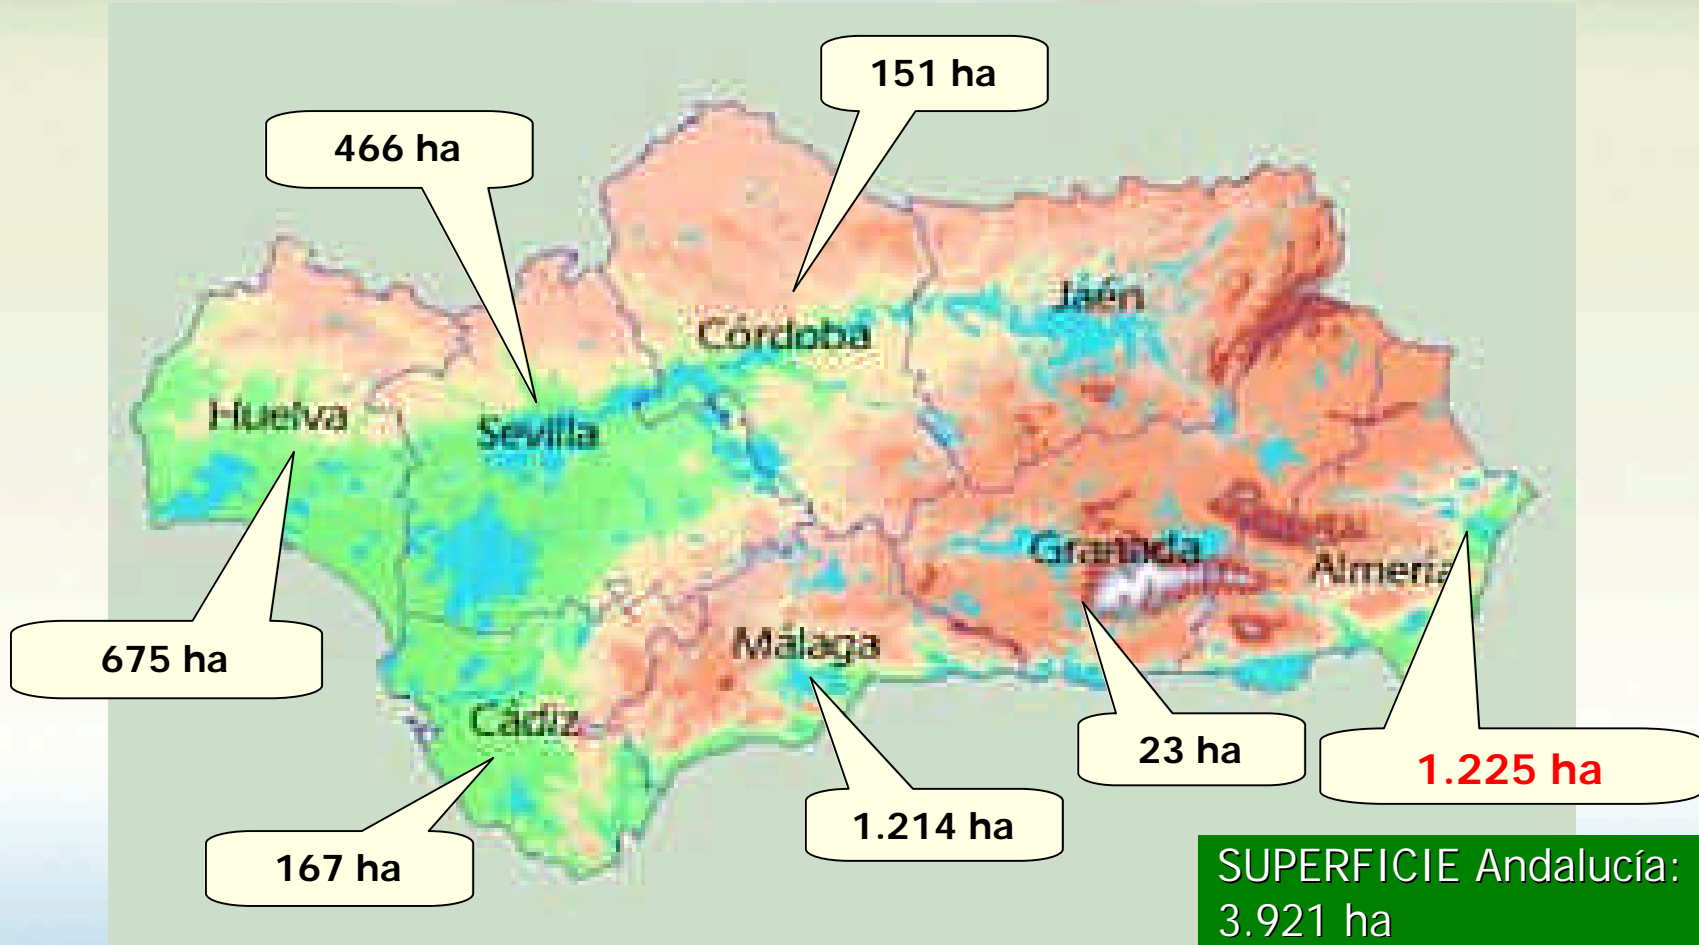 151 ha
466 ha
Jáén
Córdoba
Huelva
Sevilla
Granada
Almería
Málaga
675 ha
Cádiz
23 ha
1.225 ha
1.214 ha
167 ha
SUPERFICIE Andalucía:
3.921 ha